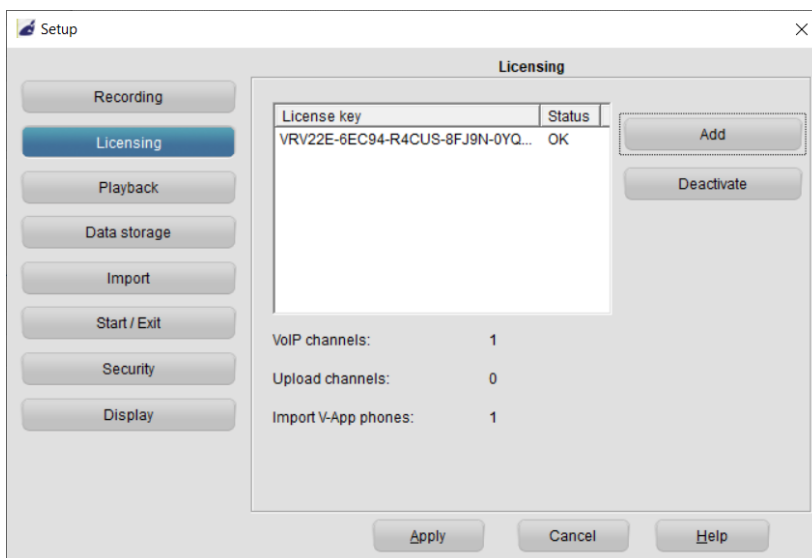 Setup
Licensing
Recording
Licensing
Playback
Data storage
Import
Start / Exit
Security
Display
License key Status
VRV22E-6EC94-R4CUS-8FJ9N-0YQ... OK
Add
Deactivate
VoIP channels: 1
Upload channels: 0
Import V-App phones: 1
Apply Cancel Help